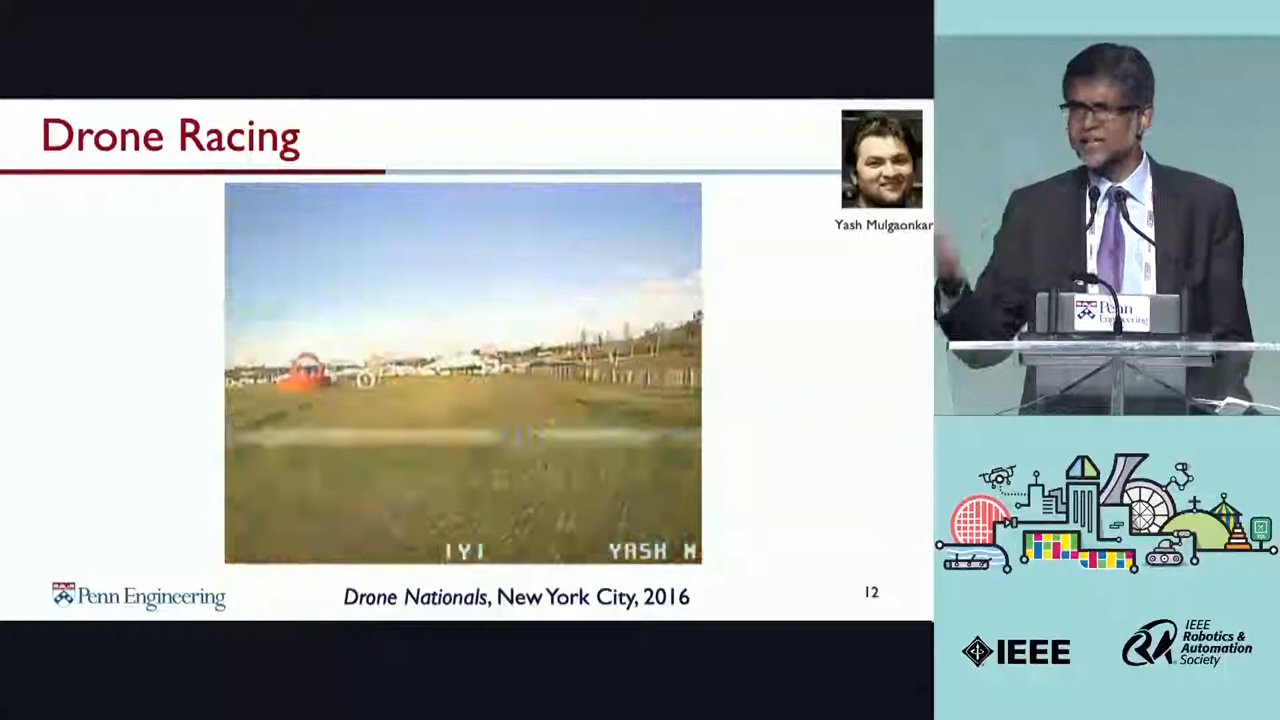 Drone Racing
Yash Mulgaonkar
IYI
YASH M
Penn Engineering
Drone Nationals, New York City, 2016
12
Penn
Engineering
IEEE
IEEE
Robotics &
Automation
Society